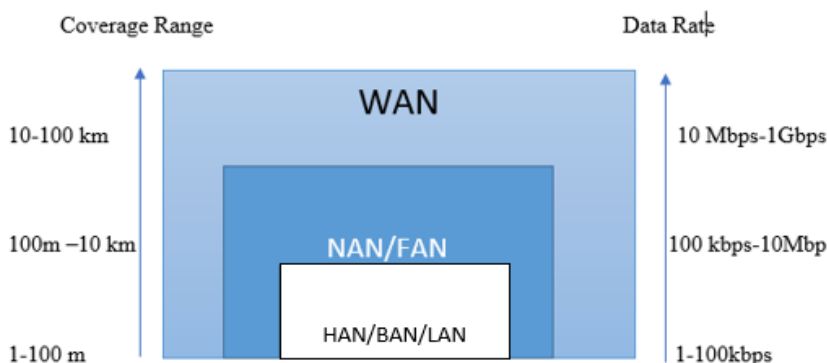 Coverage Range
Data Rate
WAN
10-100 km
10 Mbps-1Gbps
100m –10 km
NAN/FAN
100 kbps-10Mbp
HAN/BAN/LAN
1-100 m
1-100kbps